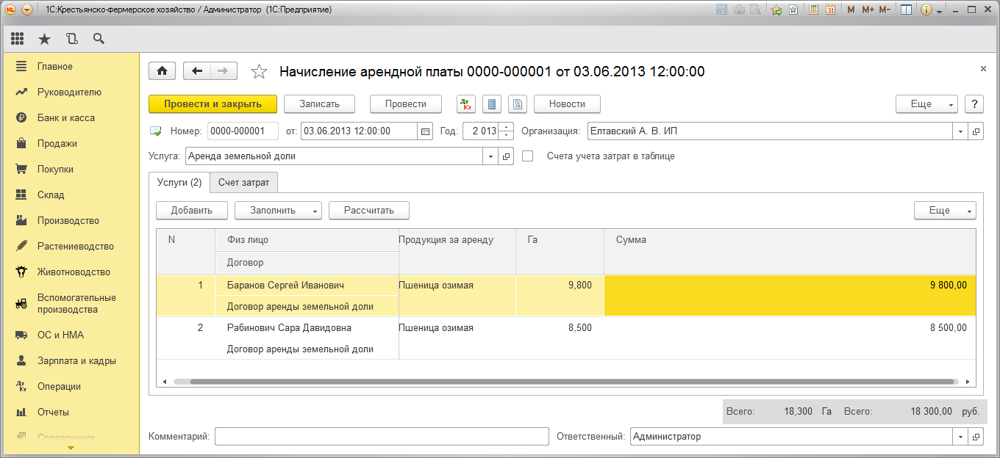 1С:Крестьянско-Фермерское хозяйство / Администратор (1С:Предприятие)
M M+ M-
Главное
Руководителю
Банк и касса
Продажи
Покупки
Склад
Производство
Растениеводство
Животноводство
Вспомогательные
производства
ОС и НМА
Зарплата и кадры
Операции
Отчеты
Справочники
Начисление арендной платы 0000-000001 от 03.06.2013 12:00:00
Провести и закрыть Записать Провести Дт Кт Новости Еще ?
Номер: 0000-000001 от: 03.06.2013 12:00:00 Год: 2 013 Организация: Елтавский А. В. ИП
Услуга: Аренда земельной доли Счета учета затрат в таблице
Услуги (2) Счет затрат
Добавить Заполнить Рассчитать Еще
N Физ лицо Продукция за аренду Га Сумма
Договор
1 Баранов Сергей Иванович Пшеница озимая 9,800 9 800,00
Договор аренды земельной доли
2 Рабинович Сара Давидовна Пшеница озимая 8,500 8 500,00
Договор аренды земельной доли
Всего: 18,300 Га Всего: 18 300,00 руб.
Комментарий: Ответственный: Администратор